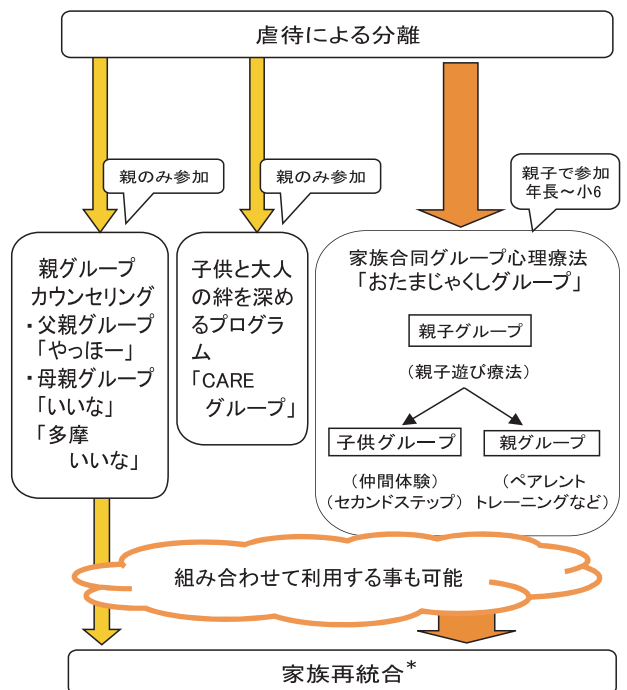 虐待による分離
親のみ参加
親のみ参加
親子で参加
年長～小6
親グループ
カウンセリング
・父親グループ
「やっほー」
・母親グループ
「いいな」
「多摩
いいな」
子供と大人
の絆を深め
るプログラ
ム
「CARE
グループ」
家族合同グループ心理療法
「おたまじゃくしグループ」
親子グループ
(親子遊び療法)
子供グループ
親グループ
(仲間体験)
(セカンドステップ)
(ペアレント
トレーニングなど)
組み合わせて利用する事も可能
家族再統合*